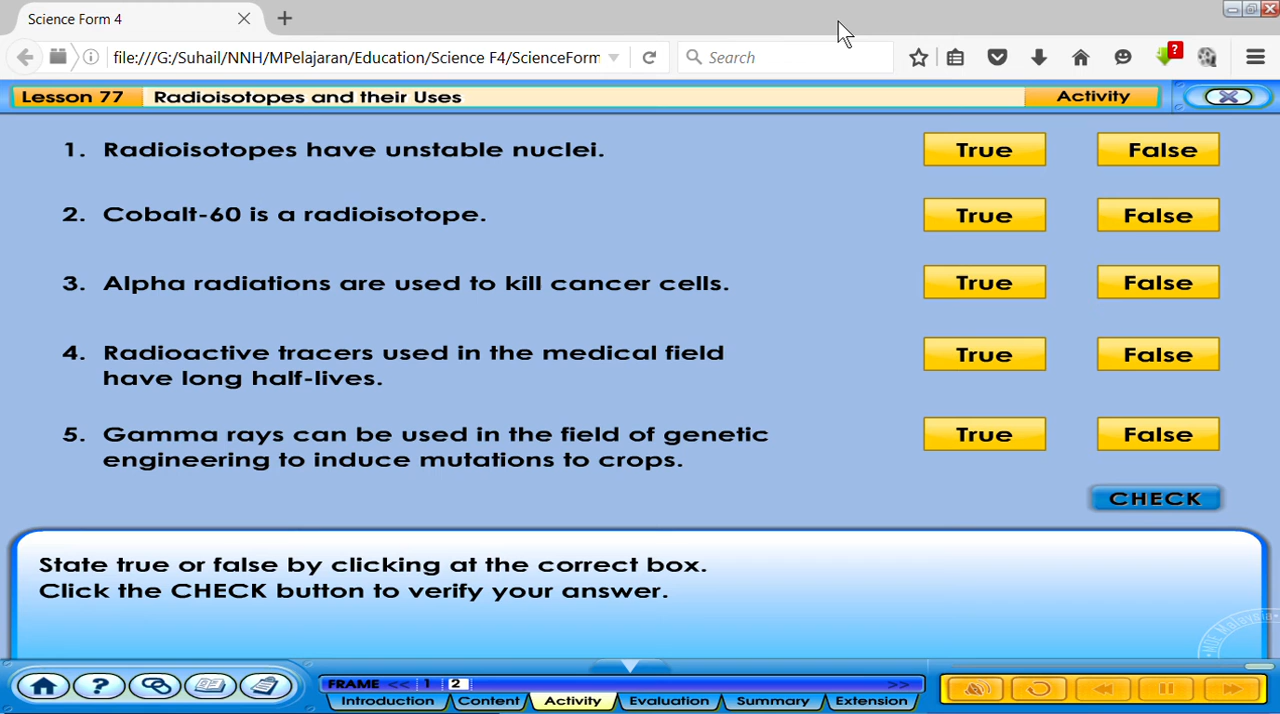 Science Form 4
file:///G:/Suhail/NNH/MPelajaran/Education/Science F4/ScienceForm
Search
?
Lesson 77 Radioisotopes and their Uses Activity
1. Radioisotopes have unstable nuclei. True False
2. Cobalt-60 is a radioisotope. True False
3. Alpha radiations are used to kill cancer cells. True False
4. Radioactive tracers used in the medical field True False
have long half-lives.
5. Gamma rays can be used in the field of genetic True False
engineering to induce mutations to crops.
CHECK
State true or false by clicking at the correct box.
Click the CHECK button to verify your answer.
MOE Malaysia
? FRAME << 1 2 >>
Introduction Content Activity Evaluation Summary Extension